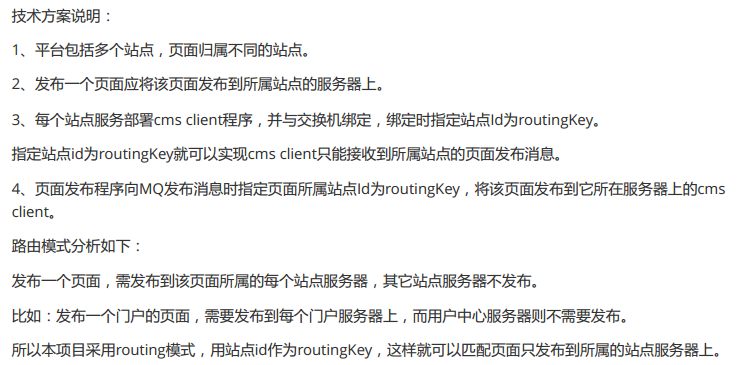 技术方案说明：
1、平台包括多个站点，页面归属不同的站点。
2、发布一个页面应将该页面发布到所属站点的服务器上。
3、每个站点服务部署cms client程序，并与交换机绑定，绑定时指定站点Id为routingKey。
指定站点id为routingKey就可以实现cms client只能接收到所属站点的页面发布消息。
4、页面发布程序向MQ发布消息时指定页面所属站点Id为routingKey，将该页面发布到它所在服务器上的cms
client。
路由模式分析如下：
发布一个页面，需发布到该页面所属的每个站点服务器，其它站点服务器不发布。
比如：发布一个门户的页面，需要发布到每个门户服务器上，而用户中心服务器则不需要发布。
所以本项目采用routing模式，用站点id作为routingKey，这样就可以匹配页面只发布到所属的站点服务器上。